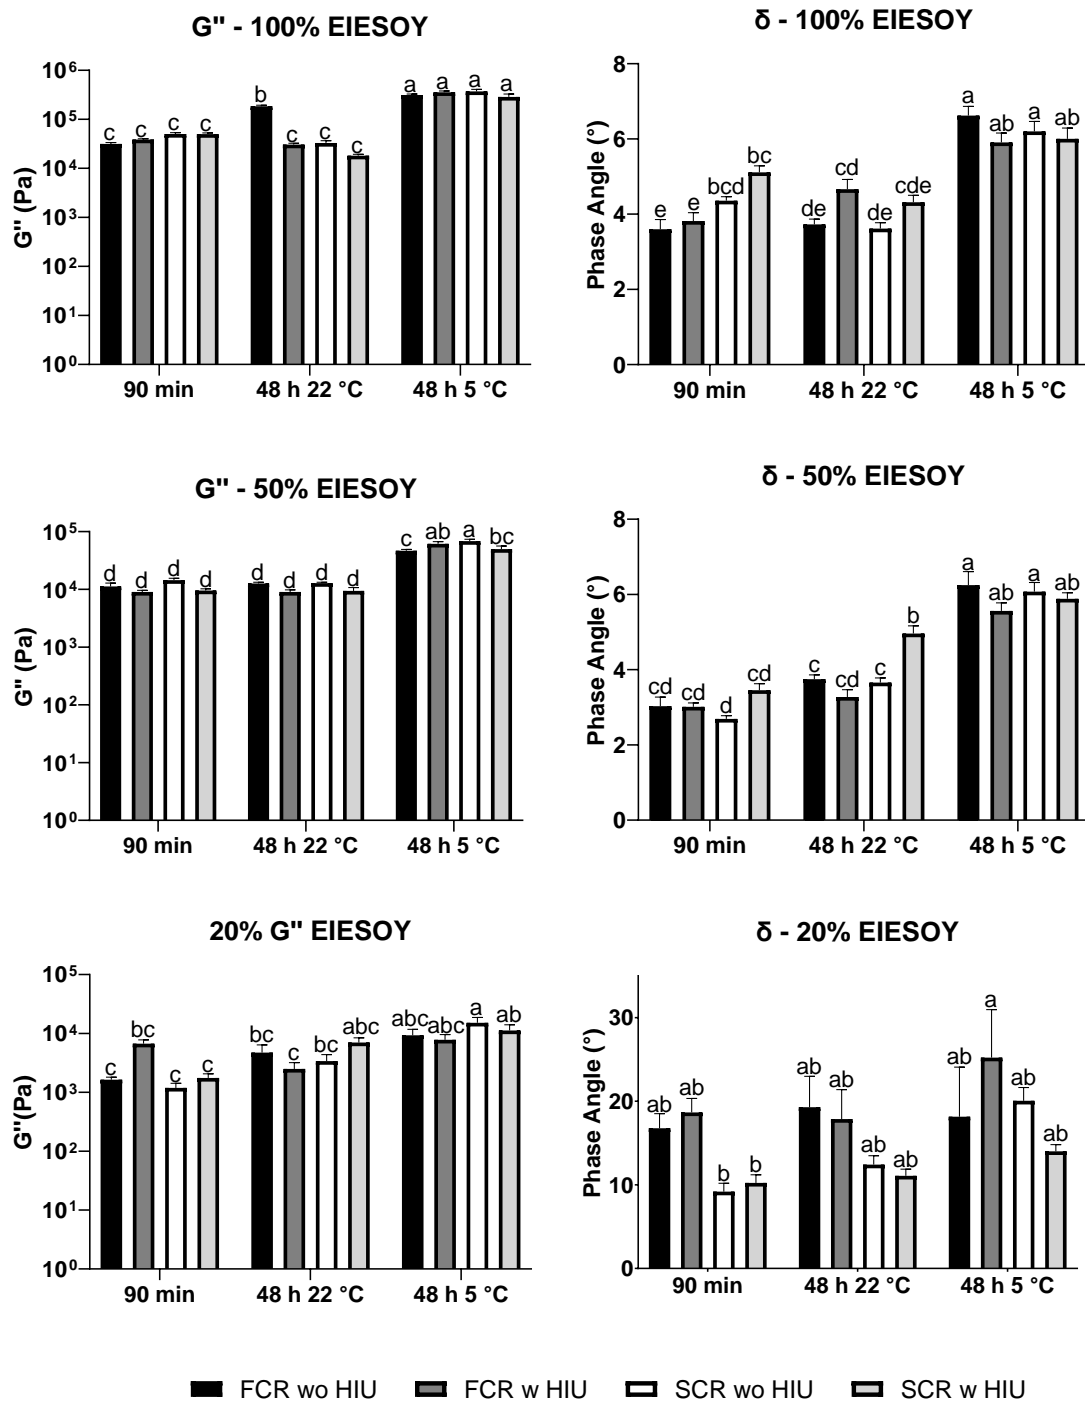 G'' - 100% EIESOY
G'' (Pa)
10⁶
10⁵
10⁴
10³
10²
10¹
10⁰
c c c c b c c c a a a a
90 min 48 h 22 °C 48 h 5 °C
δ - 100% EIESOY
Phase Angle (°)
8
6
4
2
0
e e bcd bc de cd de cde a ab a ab
90 min 48 h 22 °C 48 h 5 °C
G'' - 50% EIESOY
G'' (Pa)
10⁵
10⁴
10³
10²
10¹
10⁰
d d d d d d d d c ab a bc
90 min 48 h 22 °C 48 h 5 °C
δ - 50% EIESOY
Phase Angle (°)
8
6
4
2
0
cd cd d cd c cd c b a ab a ab
90 min 48 h 22 °C 48 h 5 °C
20% G'' EIESOY
G''(Pa)
10⁵
10⁴
10³
10²
10¹
10⁰
c bc c c bc c bc abc abc abc a ab
90 min 48 h 22 °C 48 h 5 °C
δ - 20% EIESOY
Phase Angle (°)
30
20
10
0
ab ab b b ab ab ab ab ab a ab ab
90 min 48 h 22 °C 48 h 5 °C
FCR wo HIU FCR w HIU SCR wo HIU SCR w HIU